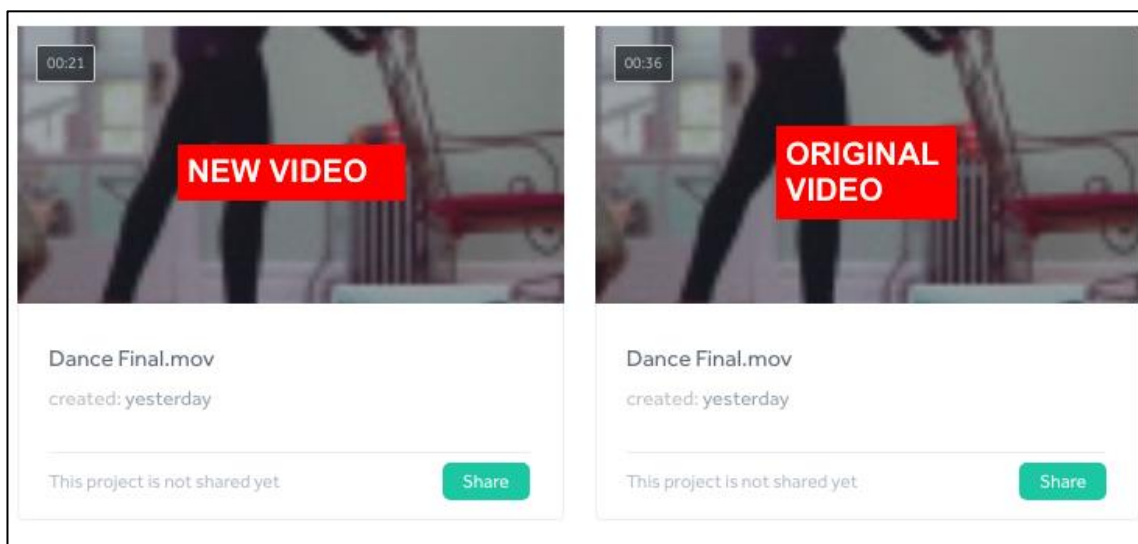 00:21
NEW VIDEO
Dance Final.mov
created: yesterday
This project is not shared yet
Share
00:36
ORIGINAL
VIDEO
Dance Final.mov
created: yesterday
This project is not shared yet
Share